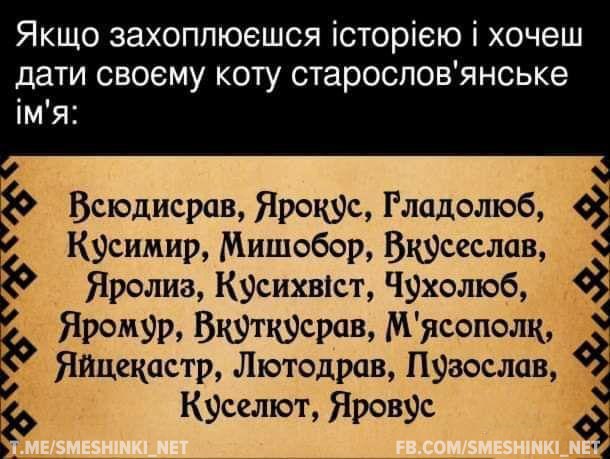 Якщо захоплюєшся історією і хочеш
дати своєму коту старослов'янське
ім'я:
Всюдисрав, Ярокус, Гладолюб,
Кусимир, Мишобор, Вкусеслав,
Яролиз, Кусихвіст, Чухолюб,
Яромур, Вкуткусрав, М'ясополк,
Яйцекастр, Лютодрав, Пузослав,
Куселют, Яровус
T.ME/SMESHINKI_NET
FB.COM/SMESHINKI_NET